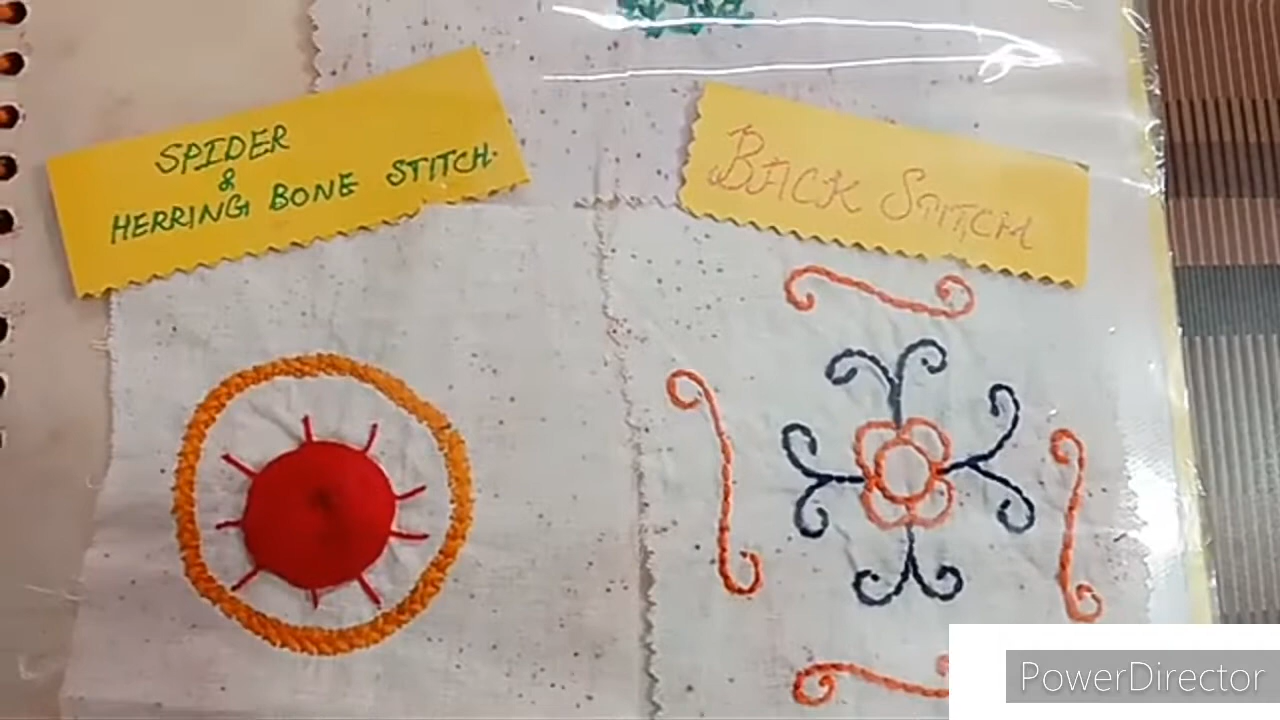 SPIDER
&
HERRING BONE STITCH.
BACK STITCH
PowerDirector